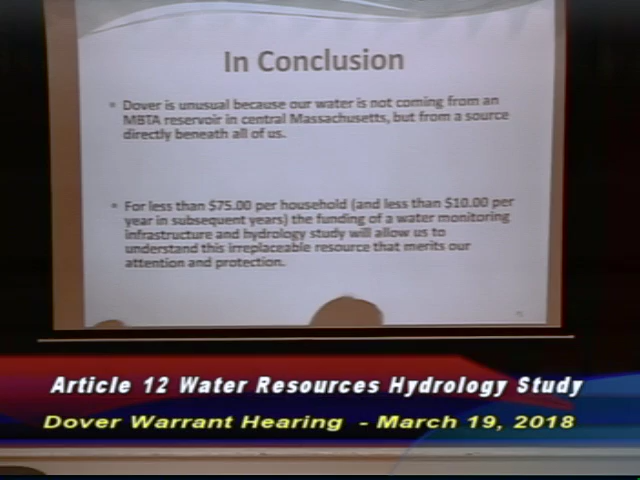 In Conclusion
Dover is unusual because our water is not coming from an
MBTA reservoir in central Massachusetts, but from a source
directly beneath all of us.
For less than $75.00 per household (and less than $10.00 per
year in subsequent years) the funding of a water monitoring
infrastructure and hydrology study will allow us to
understand this irreplaceable resource that merits our
attention and protection.
Article 12 Water Resources Hydrology Study
Dover Warrant Hearing - March 19, 2018